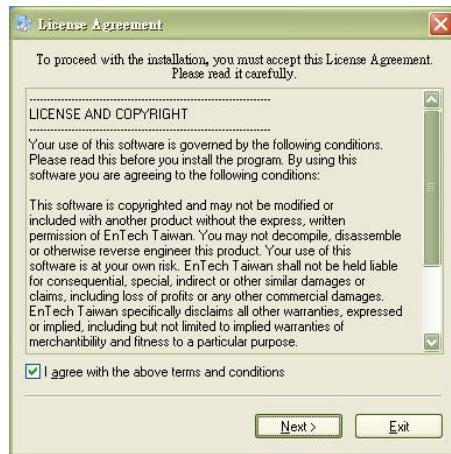 License Agreement
To proceed with the installation, you must accept this License Agreement.
Please read it carefully.
----------------------------------------------------------------------
LICENSE AND COPYRIGHT
----------------------------------------------------------------------
Your use of this software is governed by the following conditions.
Please read this before you install the program. By using this
software you are agreeing to the following conditions:
This software is copyrighted and may not be modified or
included with another product without the express, written
permission of EnTech Taiwan. You may not decompile, disassemble
or otherwise reverse engineer this product. Your use of this
software is at your own risk. EnTech Taiwan shall not be held liable
for consequential, special, indirect or other similar damages or
claims, including loss of profits or any other commercial damages.
EnTech Taiwan specifically disclaims all other warranties, expressed
or implied, including but not limited to implied warranties of
merchantibility and fitness to a particular purpose.
I agree with the above terms and conditions
Next >
Exit